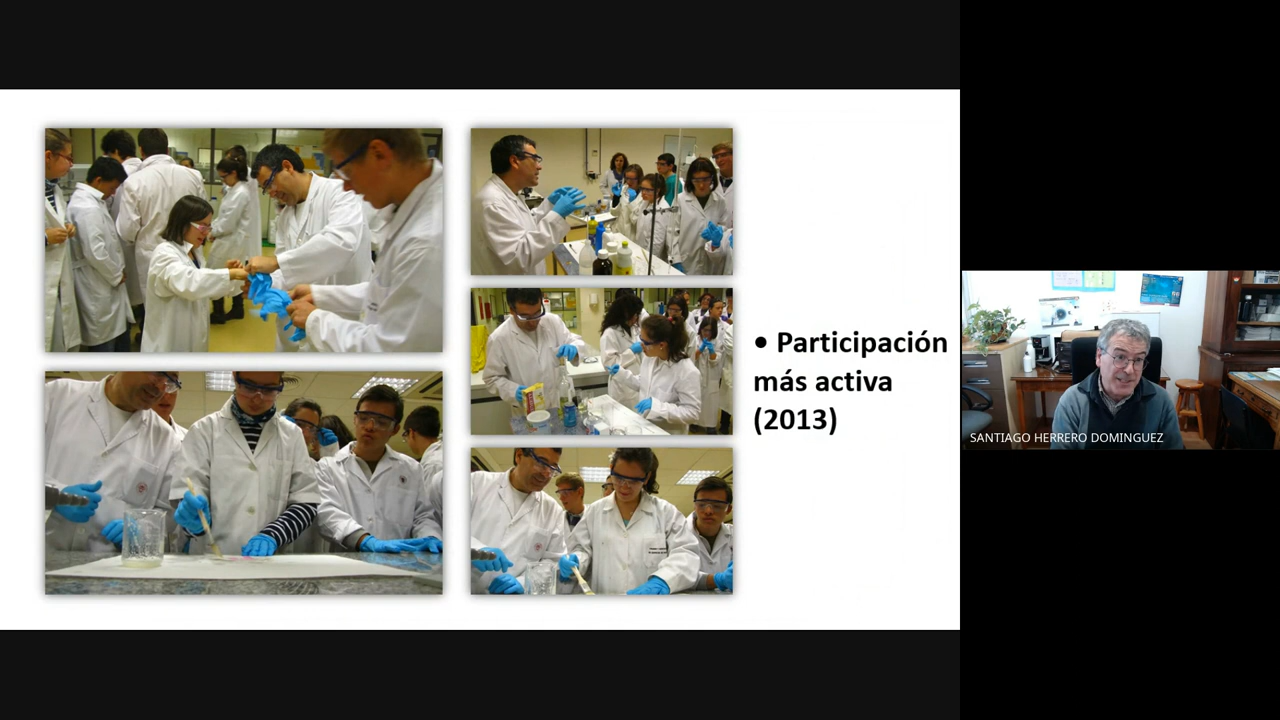 • Participación
más activa
(2013)
SANTIAGO HERRERO DOMINGUEZ